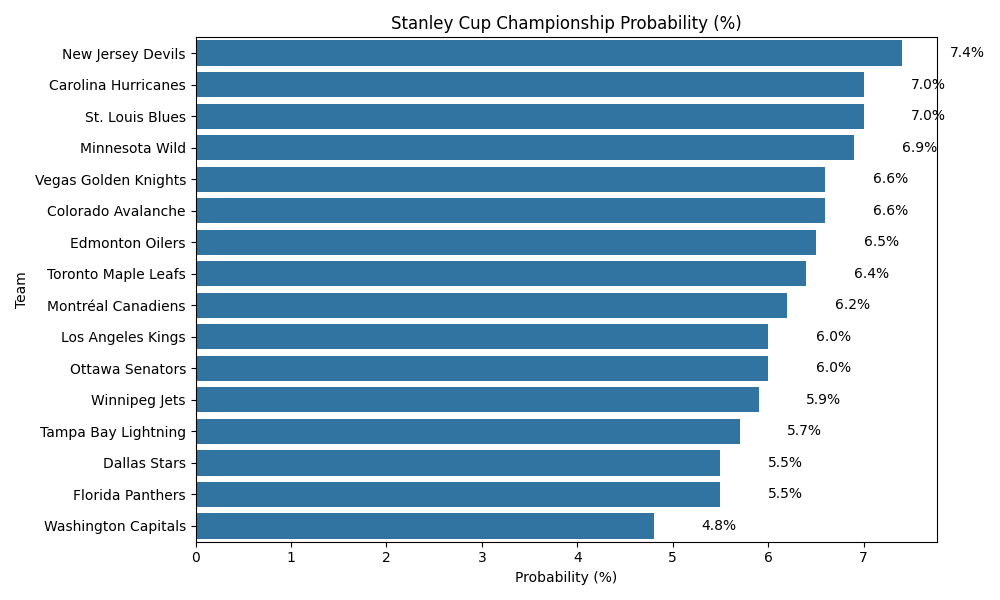 Stanley Cup Championship Probability (%)
New Jersey Devils 7.4%
Carolina Hurricanes 7.0%
St. Louis Blues 7.0%
Minnesota Wild 6.9%
Vegas Golden Knights 6.6%
Colorado Avalanche 6.6%
Edmonton Oilers 6.5%
Toronto Maple Leafs 6.4%
Montréal Canadiens 6.2%
Los Angeles Kings 6.0%
Ottawa Senators 6.0%
Winnipeg Jets 5.9%
Tampa Bay Lightning 5.7%
Dallas Stars 5.5%
Florida Panthers 5.5%
Washington Capitals 4.8%
Team
0 1 2 3 4 5 6 7
Probability (%)